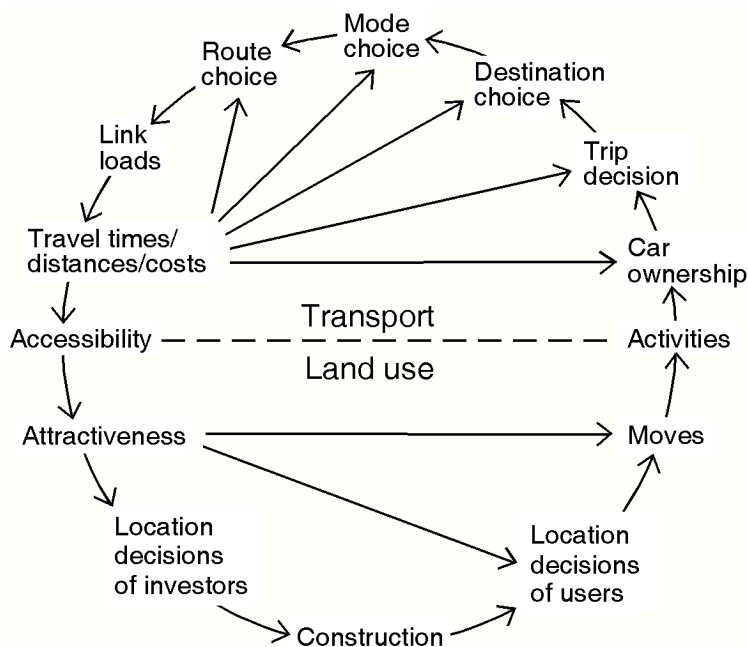 Mode
choice
Route
choice
Destination
choice
Link
loads
Trip
decision
Travel times/
distances/costs
Car
ownership
Transport
Accessibility
Activities
Land use
Attractiveness
Moves
Location
decisions
of investors
Location
decisions
of users
Construction